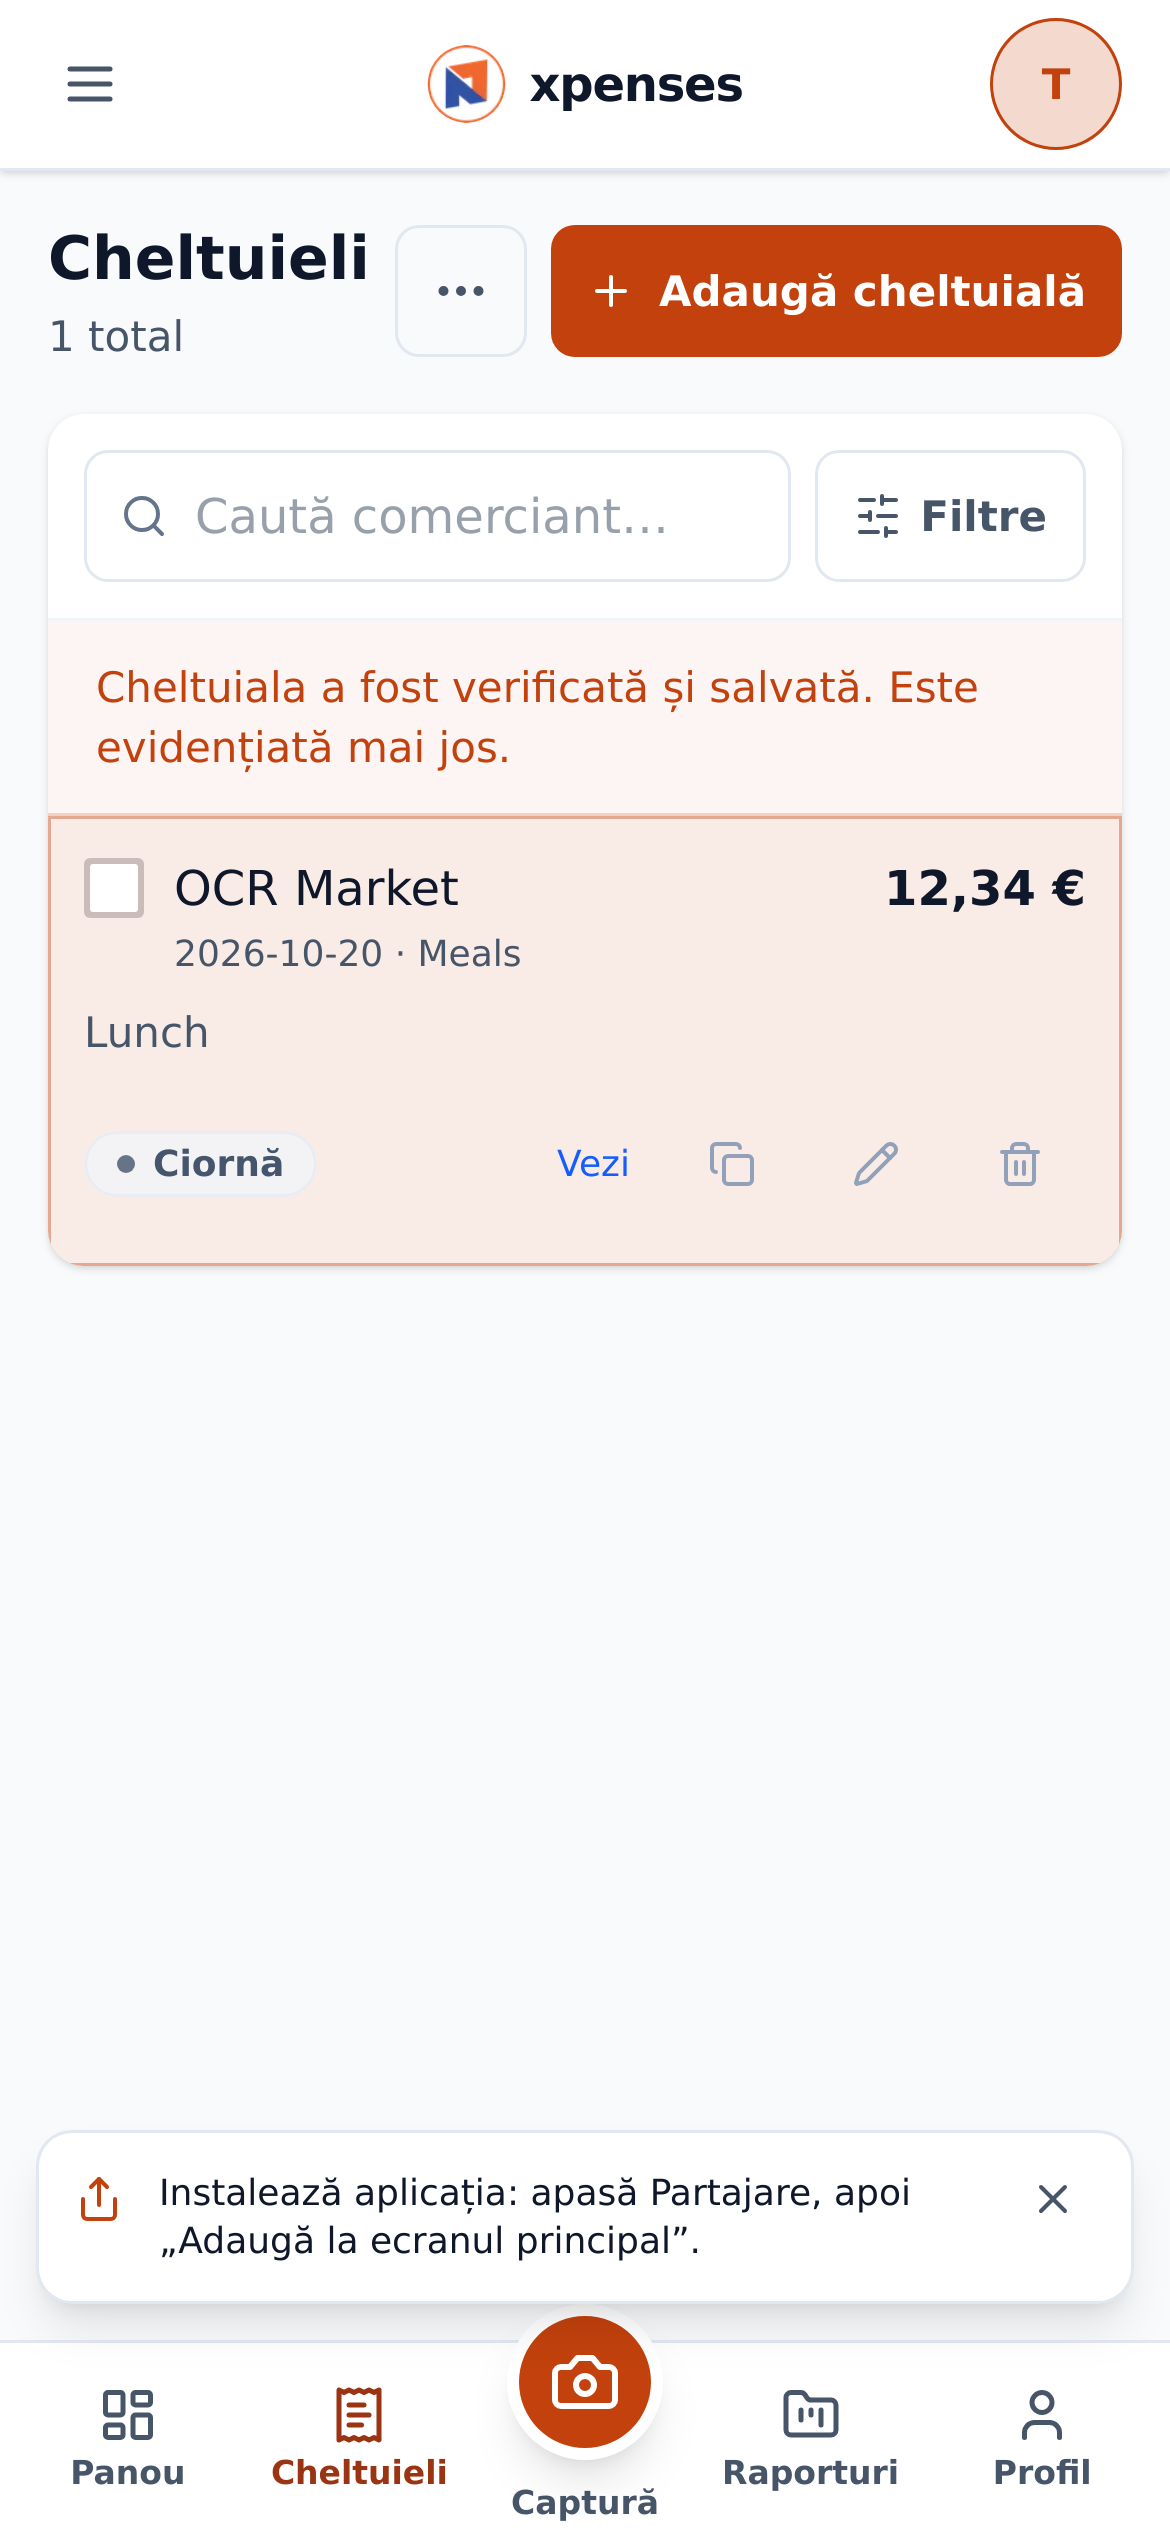 xpenses
T
Cheltuieli
1 total
Adaugă cheltuială
Caută comerciant...
Filtre
Cheltuiala a fost verificată și salvată. Este
evidențiată mai jos.
OCR Market
12,34 €
2026-10-20 · Meals
Lunch
Ciornă
Vezi
Instalează aplicația: apasă Partajare, apoi
„Adaugă la ecranul principal”.
Panou
Cheltuieli
Captură
Raporturi
Profil